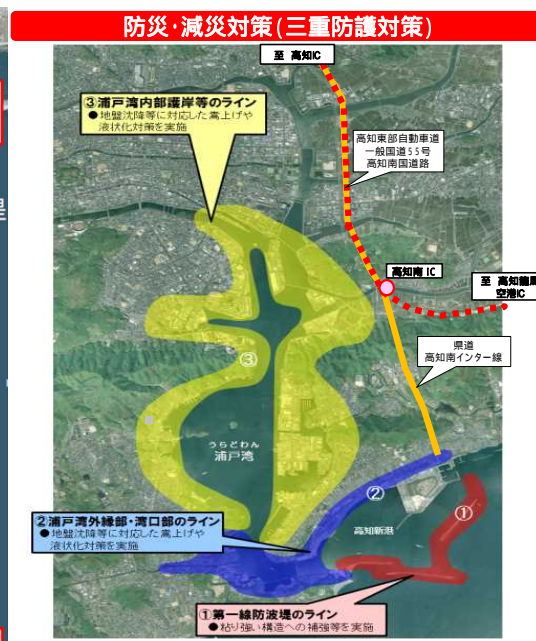 防災・減災対策(三重防護対策)
至 高知IC
③浦戸湾内部護岸等のライン
●地盤沈降等に対応した嵩上げや
液状化対策を実施
高知東部自動車道
一般国道55号
高知南国道路
高知南IC
至 高知龍馬
空港IC
県道
高知南インター線
③
うらどわん
浦戸湾
②
①
高知新港
②浦戸湾外縁部・湾口部のライン
●地盤沈降等に対応した嵩上げや
液状化対策を実施
①第一線防波堤のライン
●粘り強い構造への補強等を実施